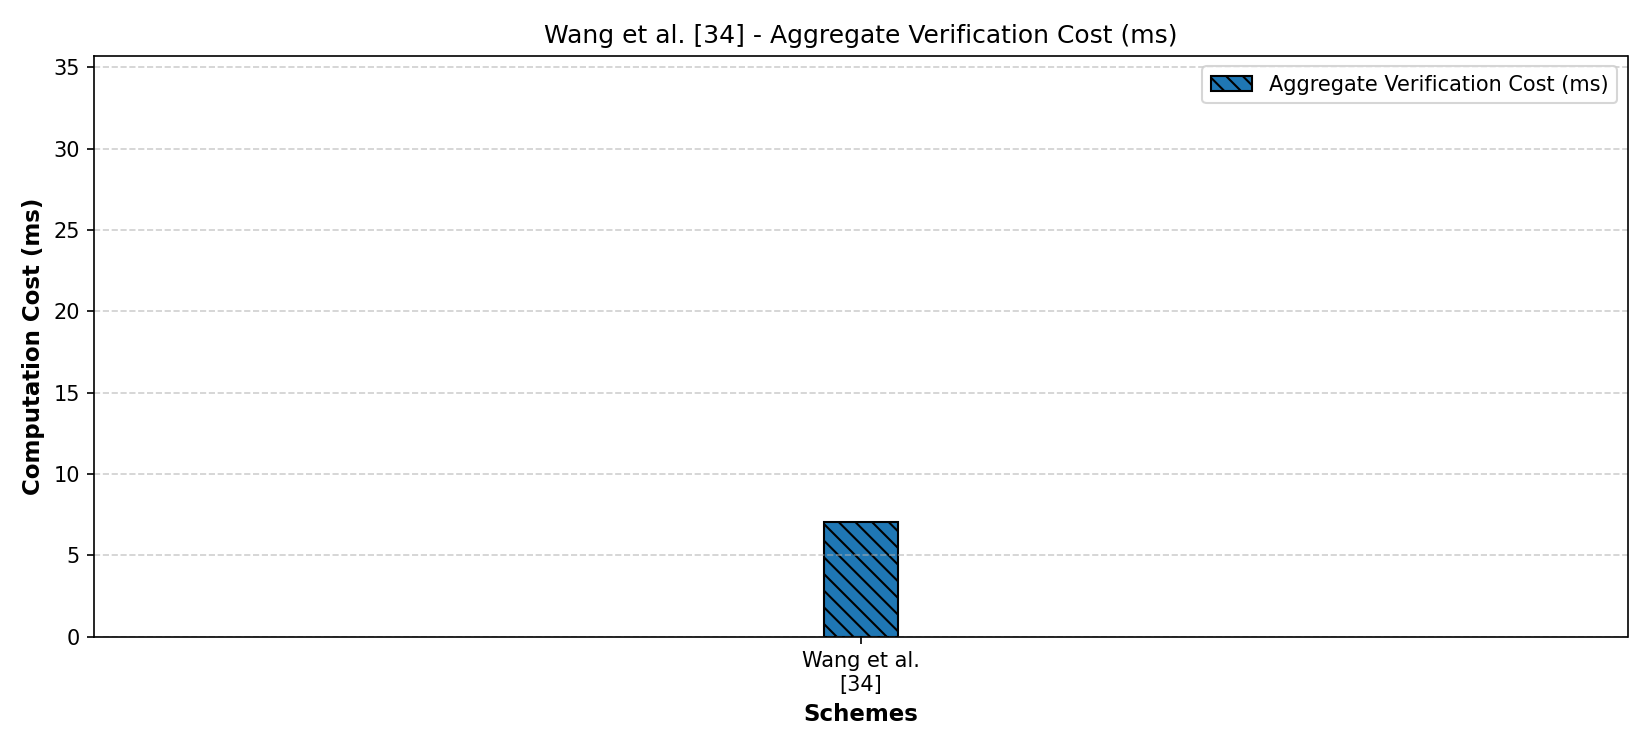 Wang et al. [34] - Aggregate Verification Cost (ms)
Aggregate Verification Cost (ms)
Computation Cost (ms)
35
30
25
20
15
10
5
0
Wang et al.
[34]
Schemes